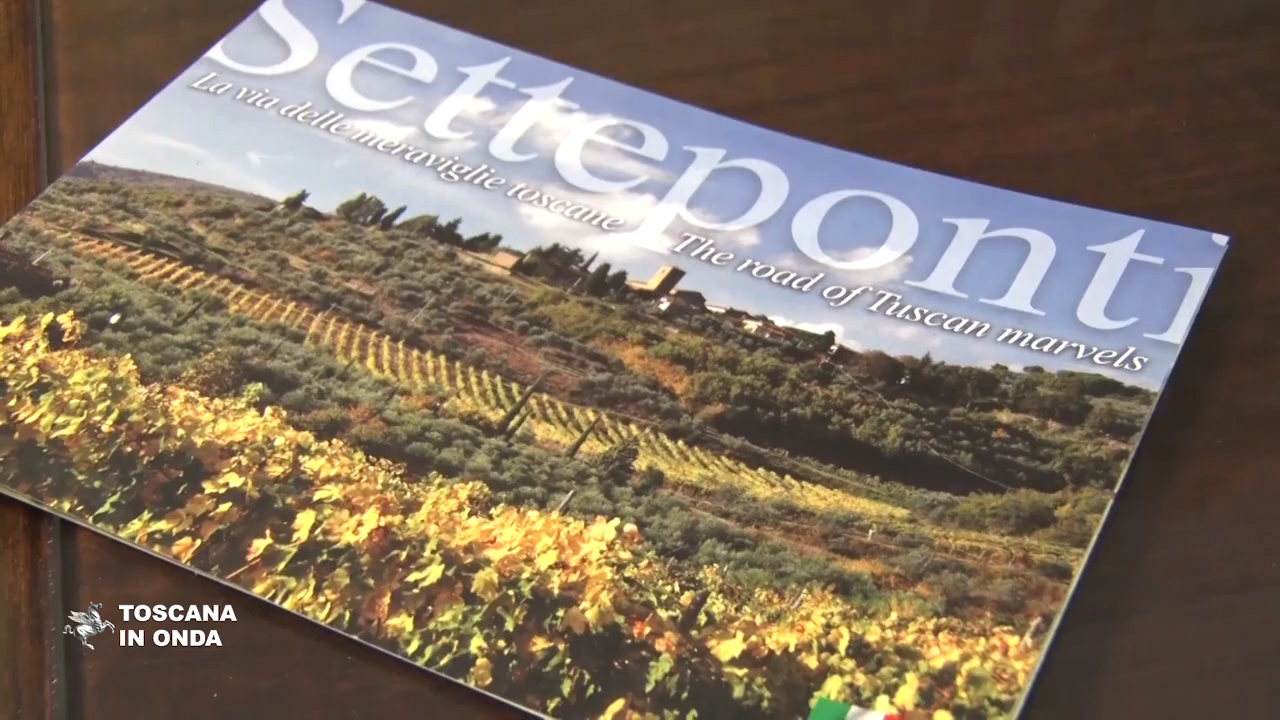 Setteponti
La via delle meraviglie toscane
The road of Tuscan marvels
TOSCANA
IN ONDA